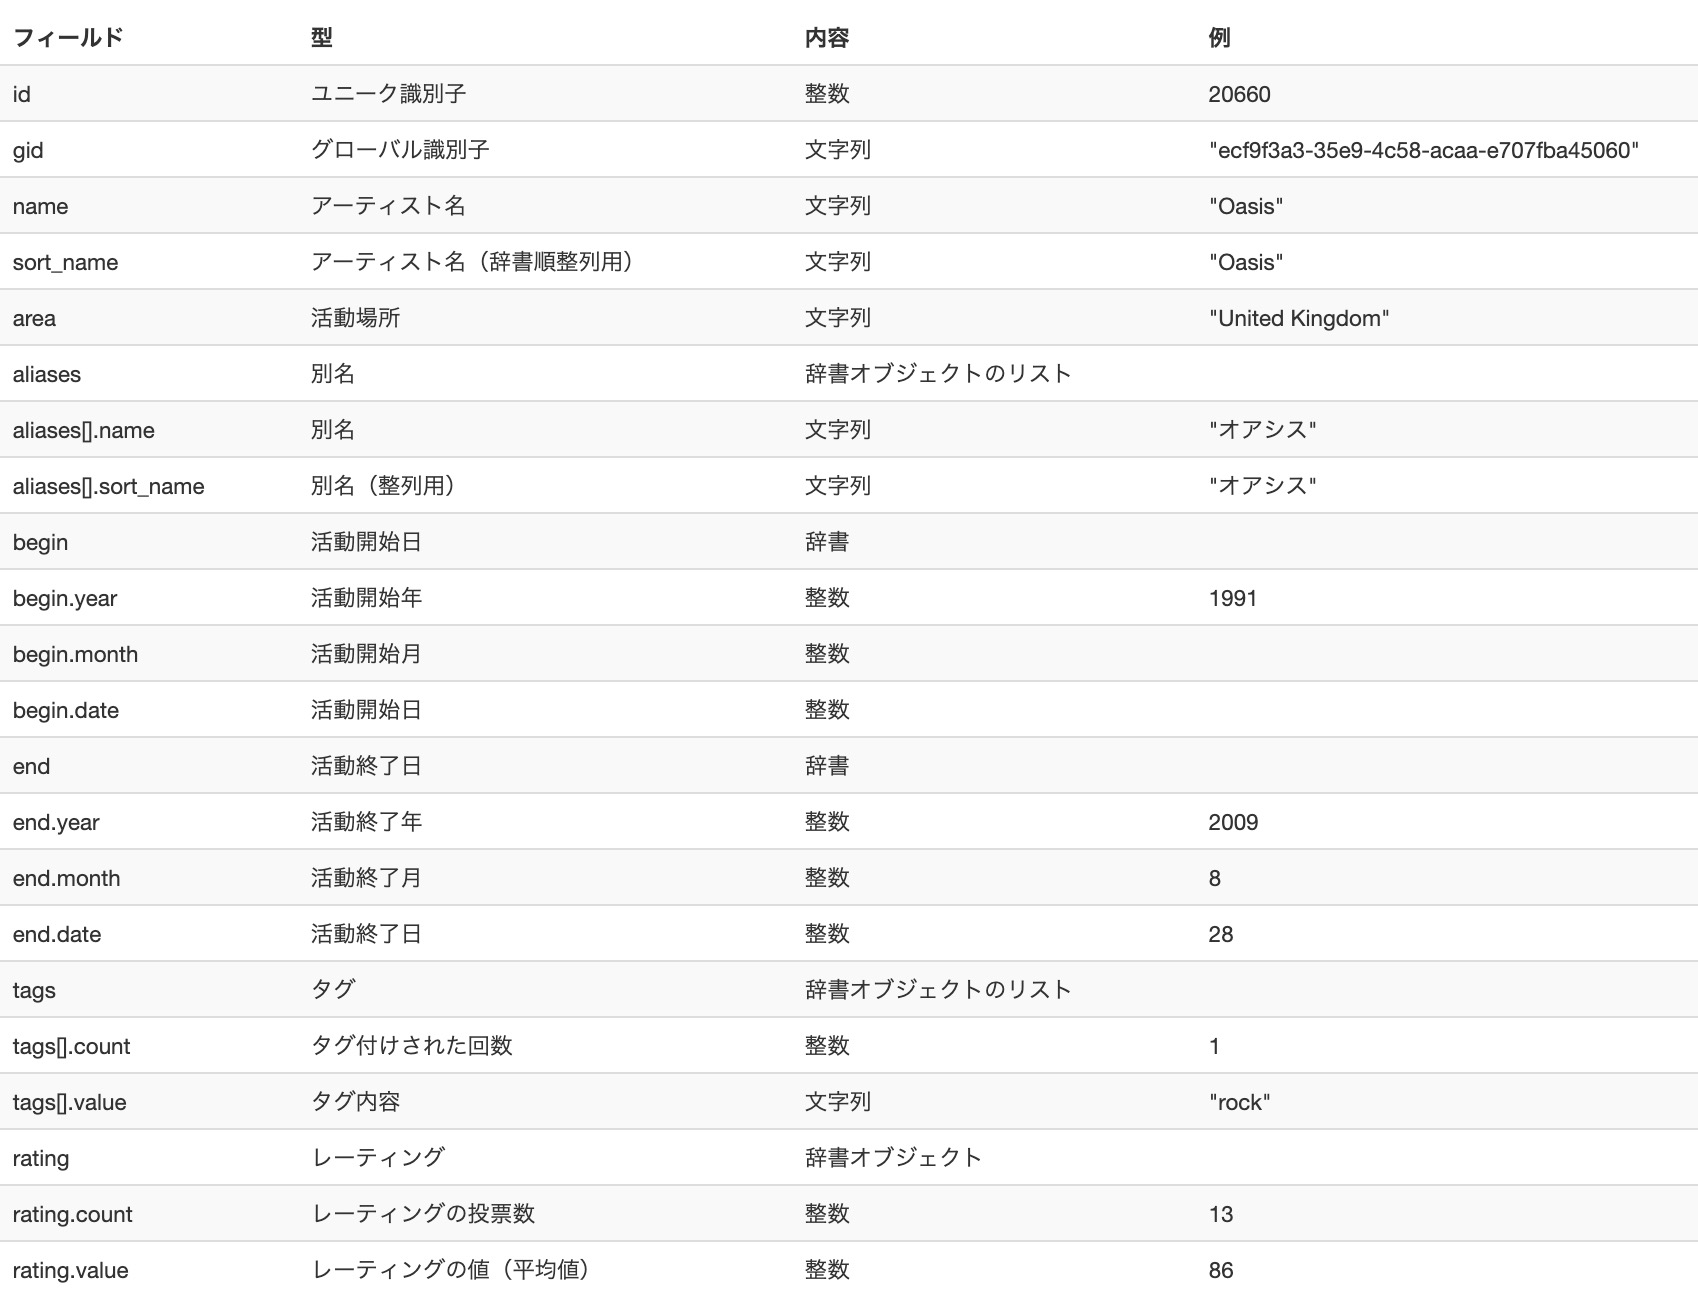 フィールド 型 内容 例
id ユニーク識別子 整数 20660
gid グローバル識別子 文字列 "ecf9f3a3-35e9-4c58-acaa-e707fba45060"
name アーティスト名 文字列 "Oasis"
sort_name アーティスト名（辞書順整列用） 文字列 "Oasis"
area 活動場所 文字列 "United Kingdom"
aliases 別名 辞書オブジェクトのリスト
aliases[].name 別名 文字列 "オアシス"
aliases[].sort_name 別名（整列用） 文字列 "オアシス"
begin 活動開始日 辞書
begin.year 活動開始年 整数 1991
begin.month 活動開始月 整数
begin.date 活動開始日 整数
end 活動終了日 辞書
end.year 活動終了年 整数 2009
end.month 活動終了月 整数 8
end.date 活動終了日 整数 28
tags タグ 辞書オブジェクトのリスト
tags[].count タグ付けされた回数 整数 1
tags[].value タグ内容 文字列 "rock"
rating レーティング 辞書オブジェクト
rating.count レーティングの投票数 整数 13
rating.value レーティングの値（平均値） 整数 86